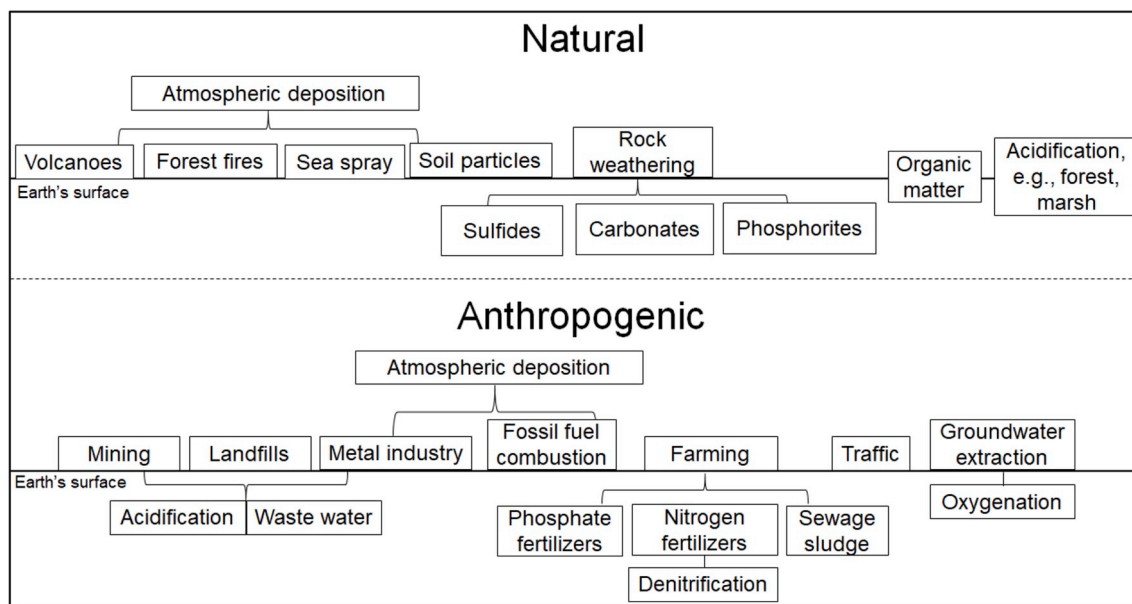 Natural
Atmospheric deposition
Volcanoes
Forest fires
Sea spray
Soil particles
Rock
weathering
Organic
matter
Acidification,
e.g., forest,
marsh
Earth's surface
Sulfides
Carbonates
Phosphorites
Anthropogenic
Atmospheric deposition
Mining
Landfills
Metal industry
Fossil fuel
combustion
Farming
Traffic
Groundwater
extraction
Earth's surface
Acidification
Waste water
Phosphate
fertilizers
Nitrogen
fertilizers
Sewage
sludge
Oxygenation
Denitrification